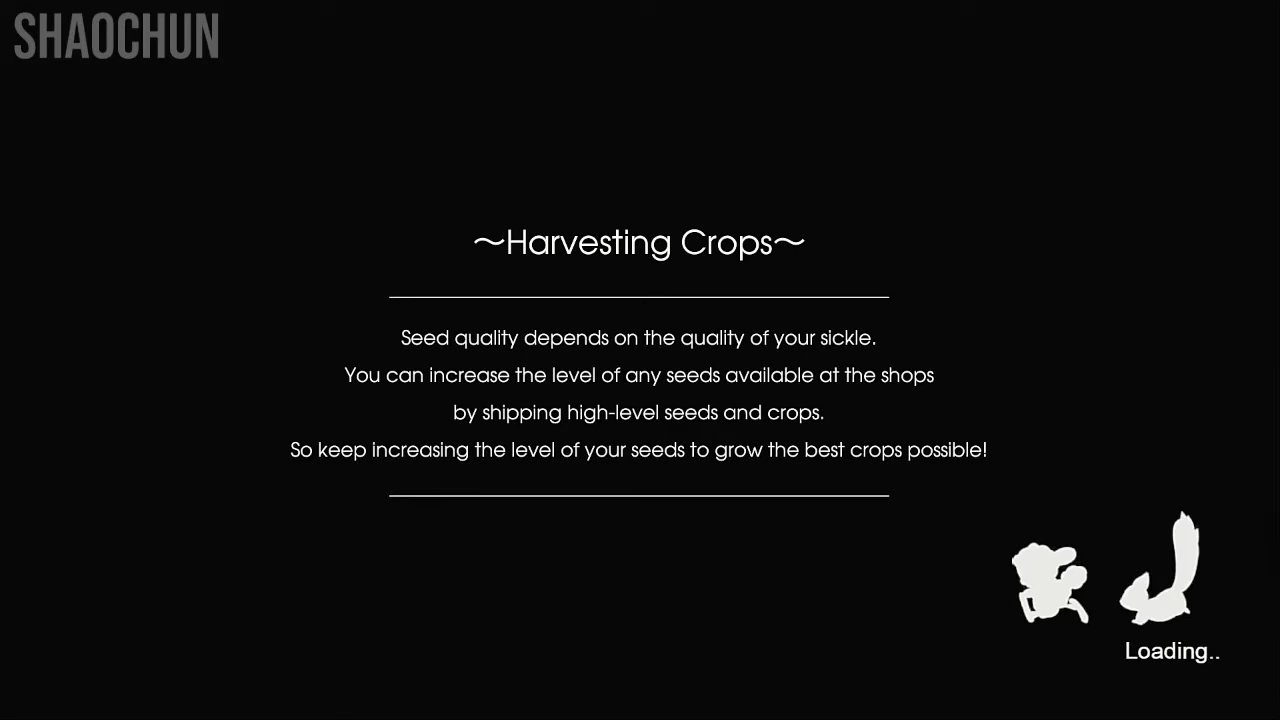 SHAOCHUN
～Harvesting Crops～
Seed quality depends on the quality of your sickle.
You can increase the level of any seeds available at the shops
by shipping high-level seeds and crops.
So keep increasing the level of your seeds to grow the best crops possible!
Loading..